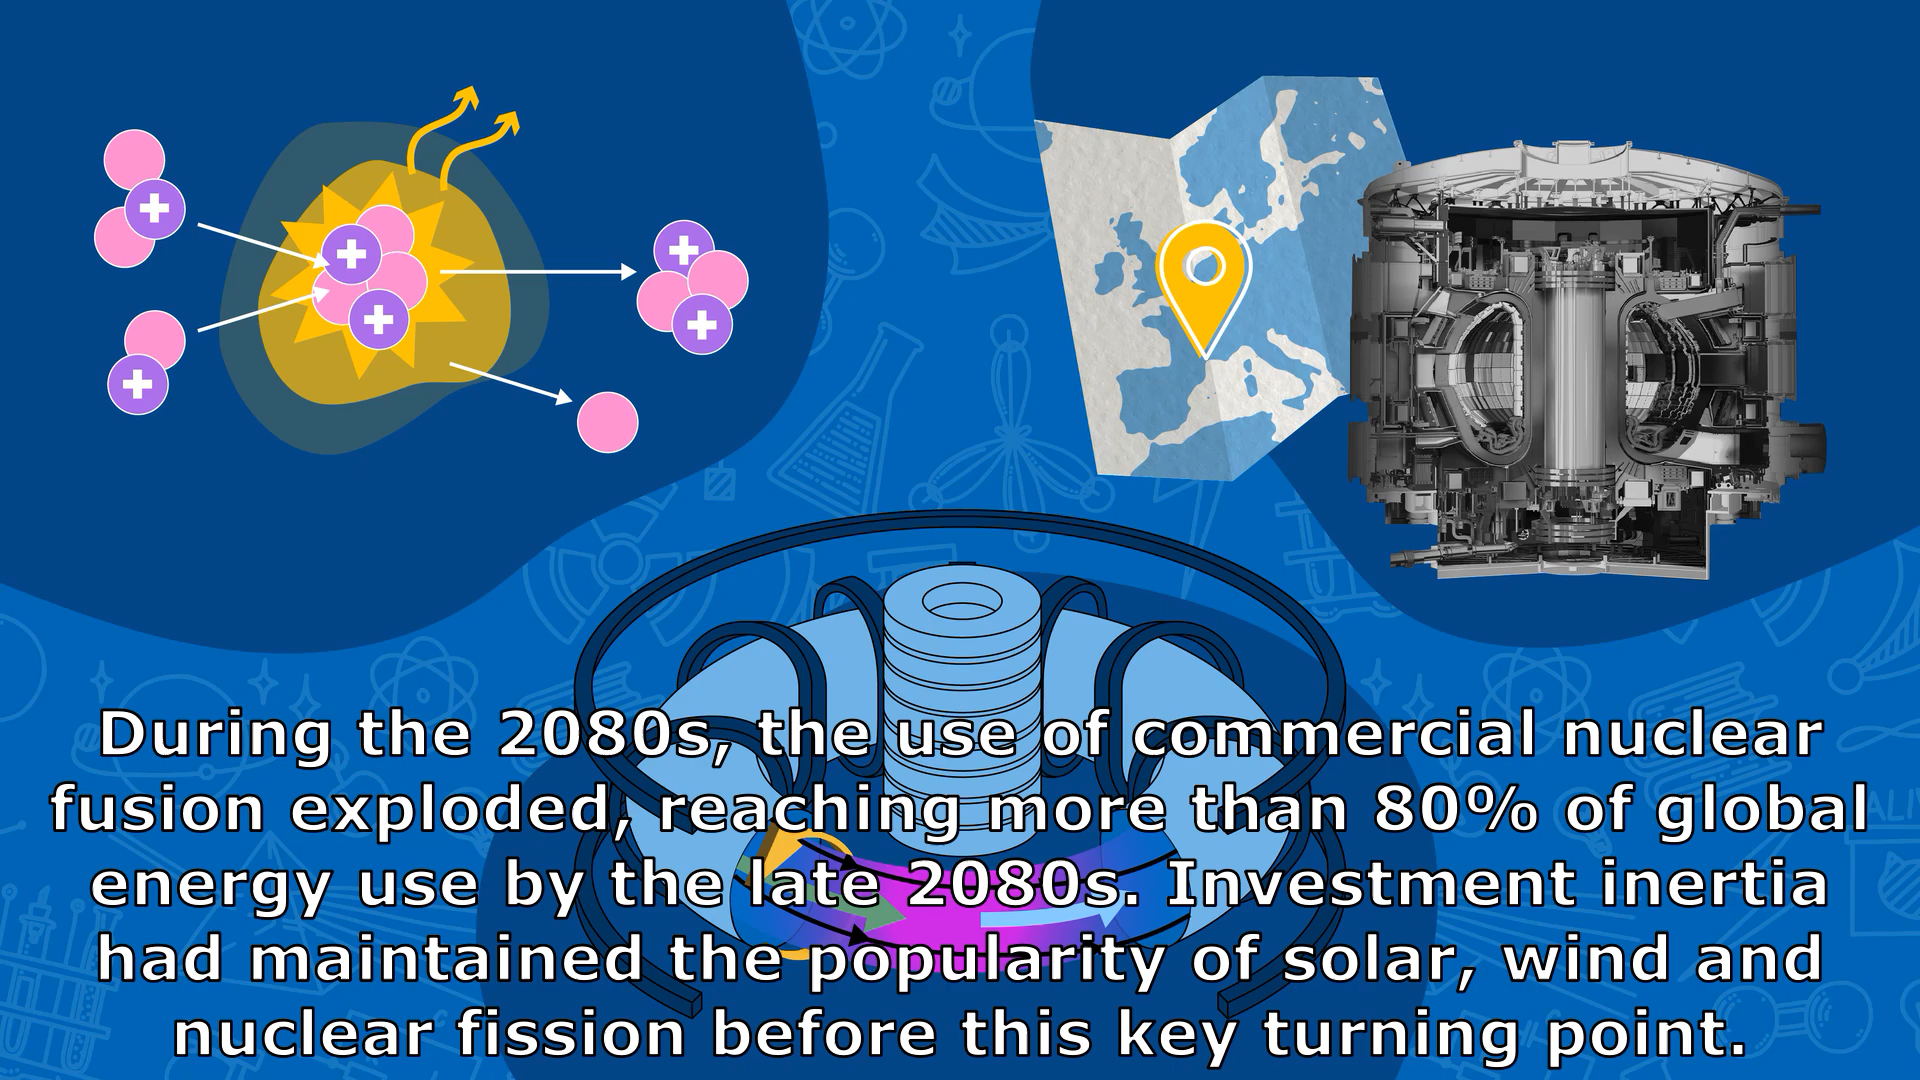 During the 2080s, the use of commercial nuclear
fusion exploded, reaching more than 80% of global
energy use by the late 2080s. Investment inertia
had maintained the popularity of solar, wind and
nuclear fission before this key turning point.